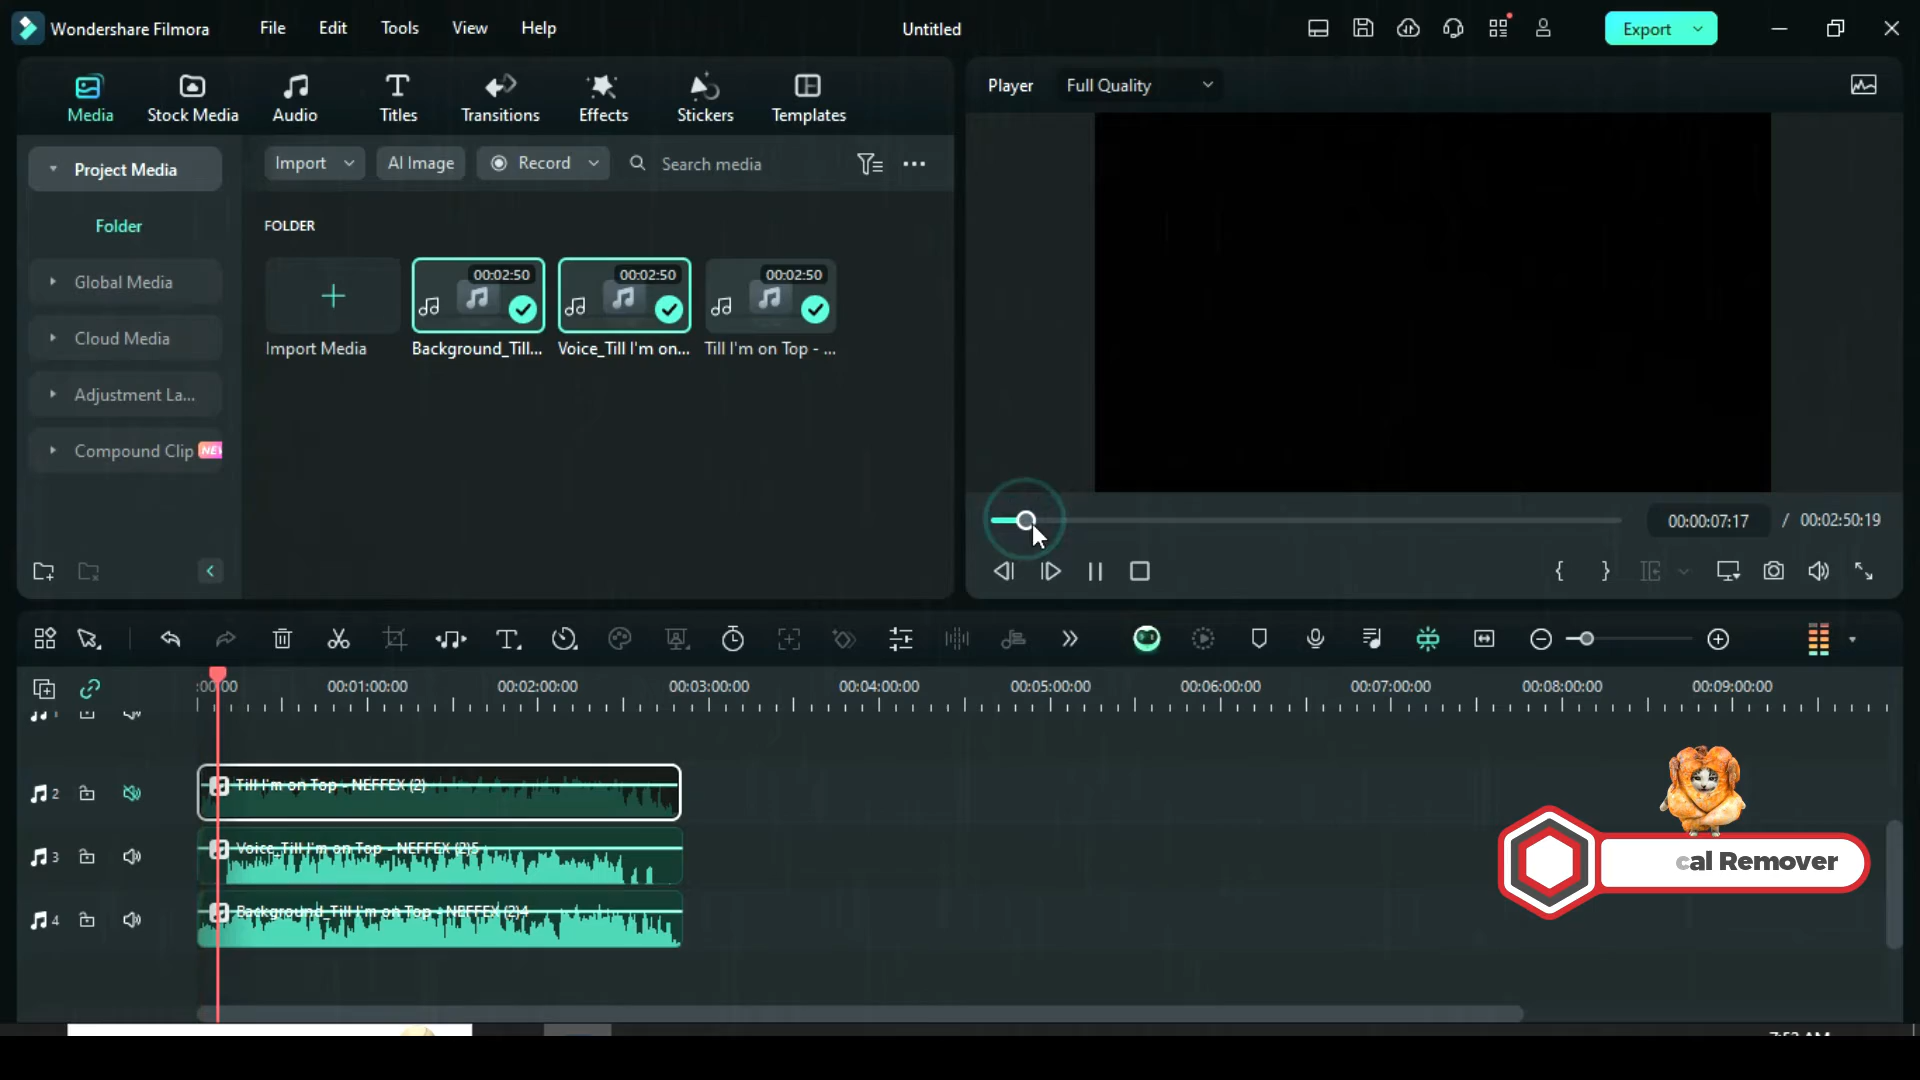 Wondershare Filmora
File Edit Tools View Help
Untitled
Export
Media Stock Media Audio Titles Transitions Effects Stickers Templates
Player Full Quality
Project Media
Import AI Image Record Search media
Folder
FOLDER
Global Media
00:02:50 00:02:50 00:02:50
Cloud Media
Import Media Background_Till... Voice_Till I'm on... Till I'm on Top - ...
Adjustment La...
Compound Clip
00:00:07:17 / 00:02:50:19
00:01:00:00 00:02:00:00 00:03:00:00 00:04:00:00 00:05:00:00 00:06:00:00 00:07:00:00 00:08:00:00 00:09:00:00
2 Till I'm on Top - NEFFEX (2)
3 Voice_Till I'm on Top - NEFFEX (2)5
4 Background_Till I'm on Top - NEFFEX (2)4
cal Remover